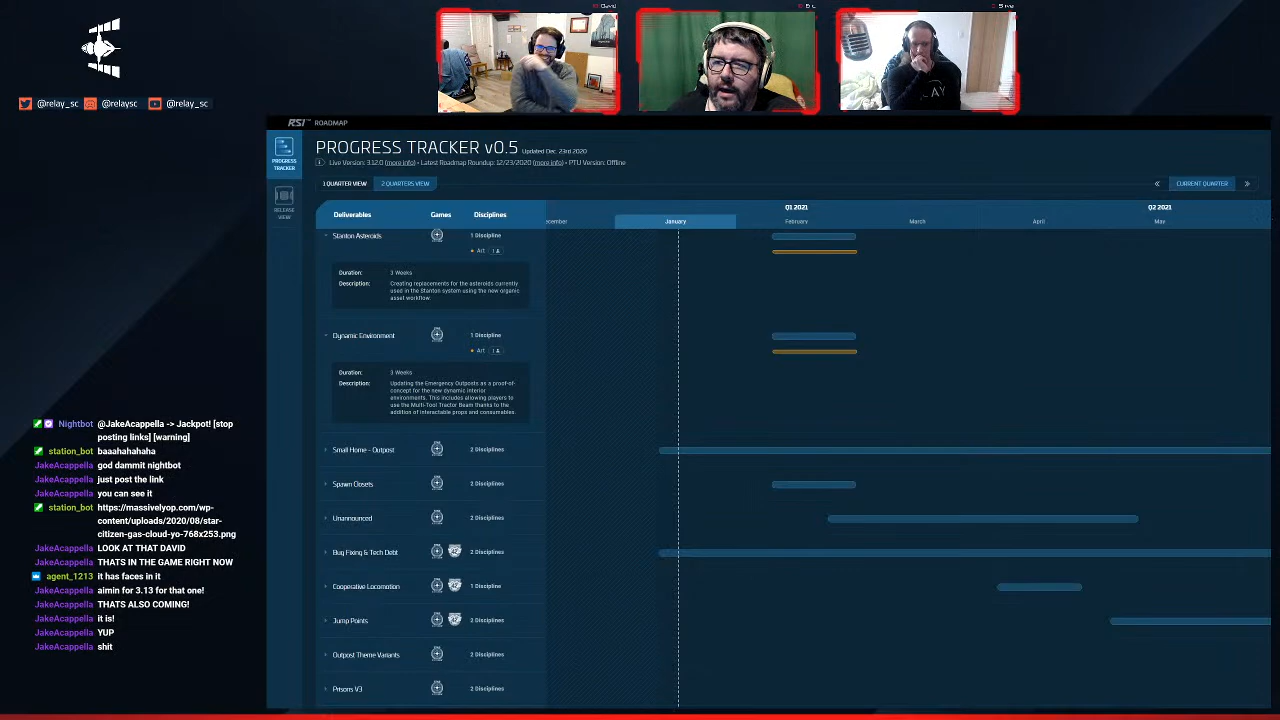 @relay_sc @relaysc @relay_sc
RSI ROADMAP
PROGRESS TRACKER
RELEASE VIEW
PROGRESS TRACKER v0.5 Updated Dec. 23rd 2020
Live Version: 3.12.0 (more info) • Latest Roadmap Roundup: 12/23/2020 (more info) • PTU Version: Offline
1 QUARTER VIEW 2 QUARTERS VIEW « CURRENT QUARTER »
Deliverables Games Disciplines
Q1 2021 Q2 2021
ecember January February March April May
Stanton Asteroids 1 Discipline
Art 1
Duration: 3 Weeks
Description: Creating replacements for the asteroids currently
used in the Stanton system using the new organic
asset workflow.
Dynamic Environment 1 Discipline
Art 1
Duration: 3 Weeks
Description: Updating the Emergency Outposts as a proof-of-
concept for the new dynamic interior
environments. This includes allowing players to
use the Multi-Tool Tractor Beam thanks to the
addition of interactable props and consumables.
Small Home - Outpost 2 Disciplines
Spawn Closets 2 Disciplines
Unannounced 2 Disciplines
Bug Fixing & Tech Debt 2 Disciplines
Cooperative Locomotion 1 Discipline
Jump Points 2 Disciplines
Outpost Theme Variants 2 Disciplines
Prisons V3 2 Disciplines
Nightbot @JakeAcappella -> Jackpot! [stop
posting links] [warning]
station_bot baaahahahaha
JakeAcappella god dammit nightbot
JakeAcappella just post the link
JakeAcappella you can see it
station_bot https://massivelyop.com/wp-
content/uploads/2020/08/star-
citizen-gas-cloud-yo-768x253.png
JakeAcappella LOOK AT THAT DAVID
JakeAcappella THATS IN THE GAME RIGHT NOW
agent_1213 it has faces in it
JakeAcappella aimin for 3.13 for that one!
JakeAcappella THATS ALSO COMING!
JakeAcappella it is!
JakeAcappella YUP
JakeAcappella shit